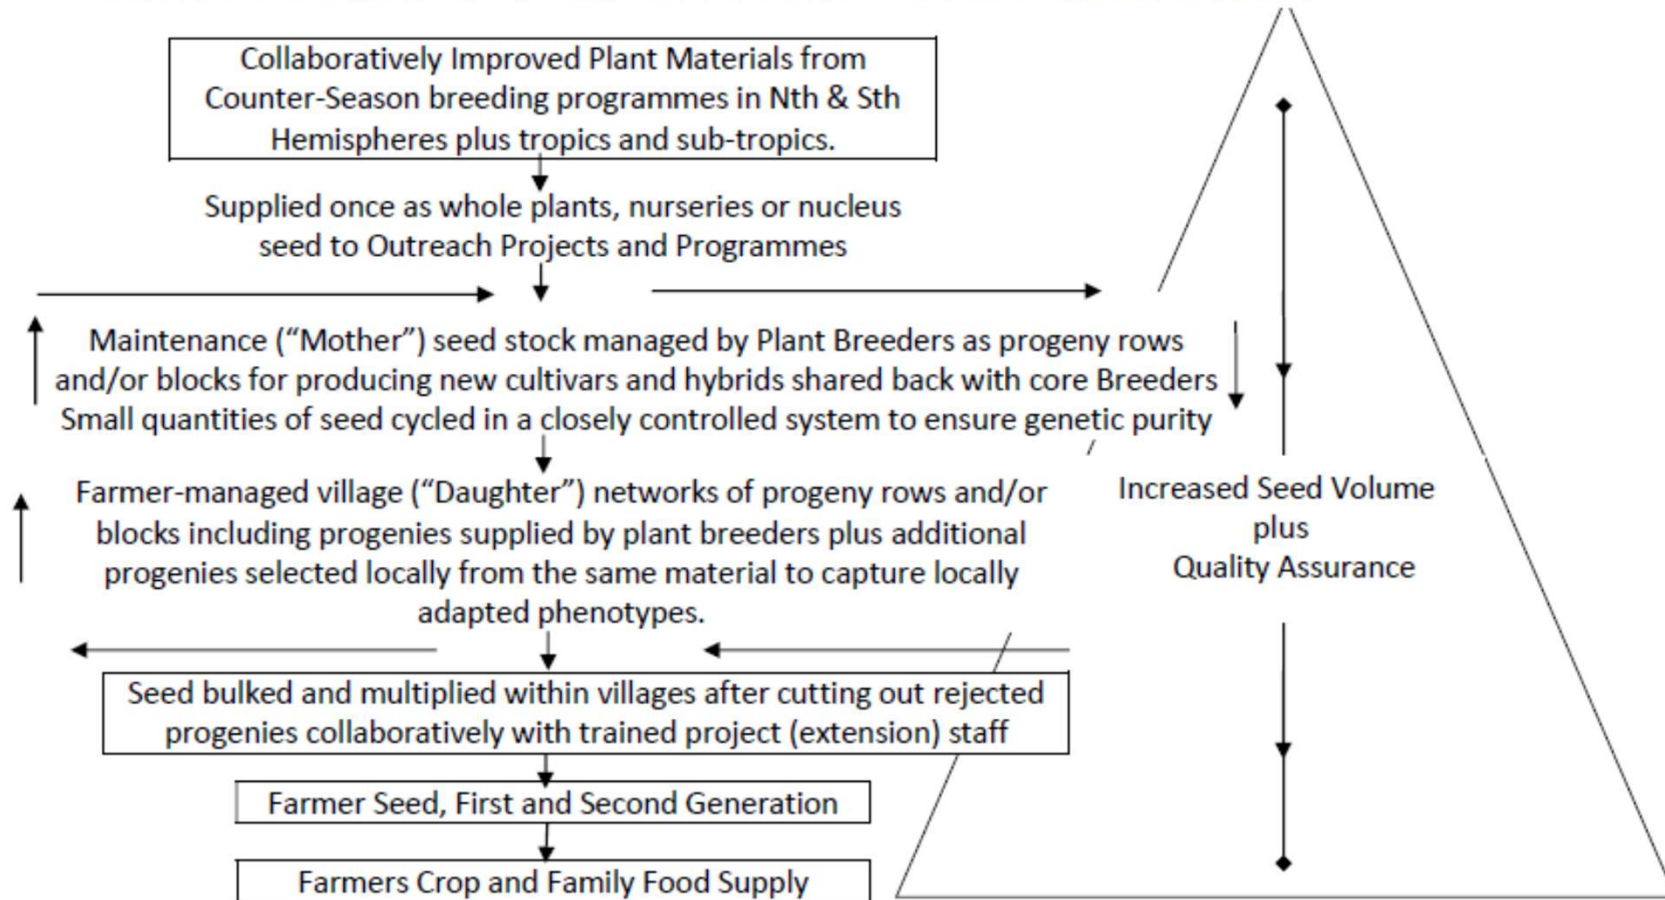 Collaboratively Improved Plant Materials from
Counter-Season breeding programmes in Nth & Sth
Hemispheres plus tropics and sub-tropics.
Supplied once as whole plants, nurseries or nucleus
seed to Outreach Projects and Programmes
Maintenance (“Mother”) seed stock managed by Plant Breeders as progeny rows
and/or blocks for producing new cultivars and hybrids shared back with core Breeders
Small quantities of seed cycled in a closely controlled system to ensure genetic purity
Farmer-managed village (“Daughter”) networks of progeny rows and/or
blocks including progenies supplied by plant breeders plus additional
progenies selected locally from the same material to capture locally
adapted phenotypes.
Increased Seed Volume
plus
Quality Assurance
Seed bulked and multiplied within villages after cutting out rejected
progenies collaboratively with trained project (extension) staff
Farmer Seed, First and Second Generation
Farmers Crop and Family Food Supply